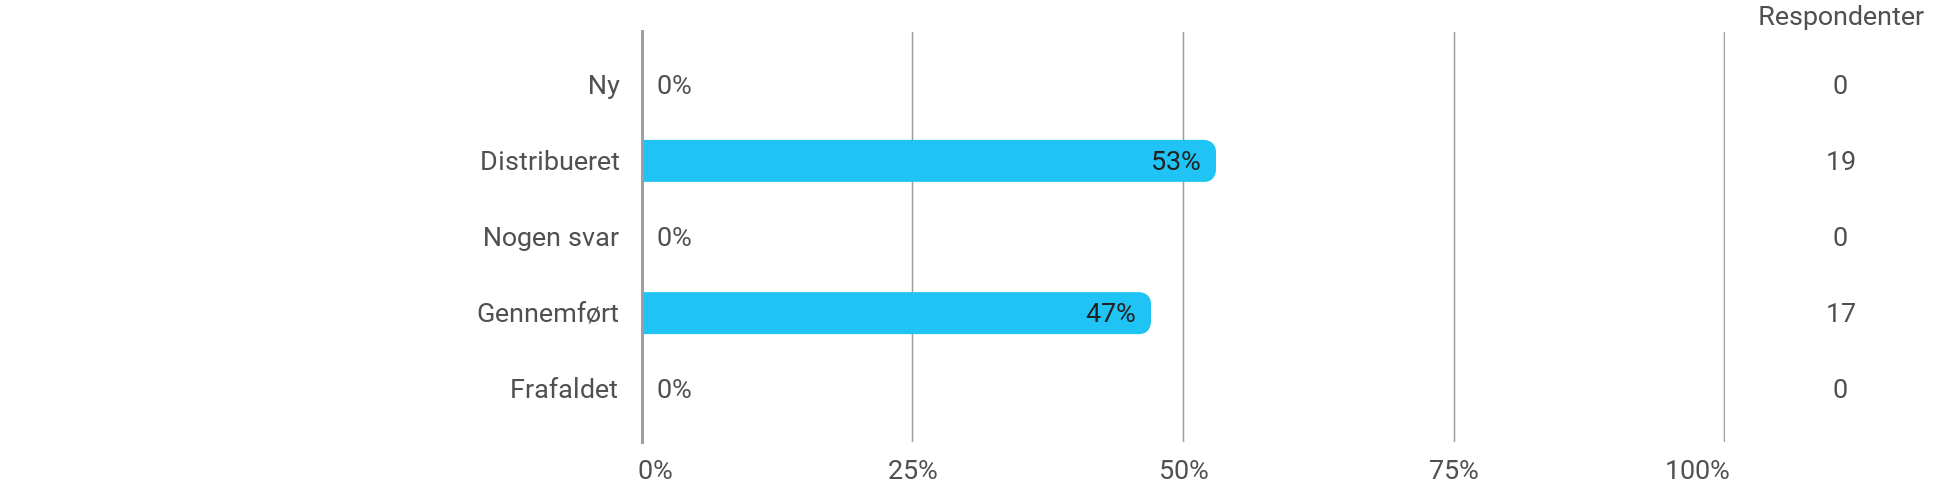 Respondenter
Ny 0% 0
Distribueret 53% 19
Nogen svar 0% 0
Gennemført 47% 17
Frafaldet 0% 0
0% 25% 50% 75% 100%